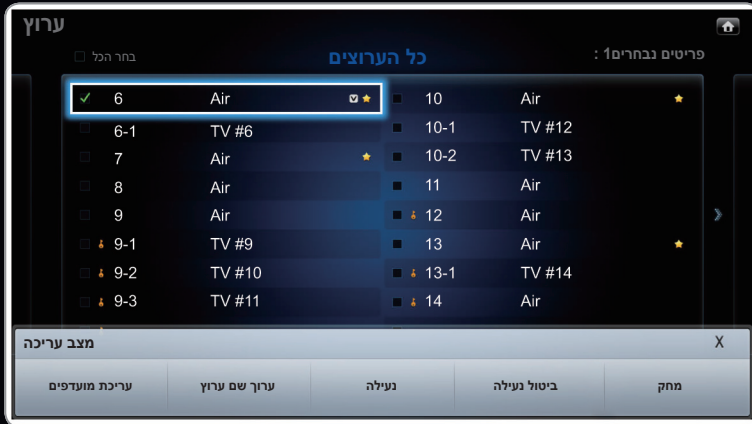 ערוץ
בחר הכל
כל הערוצים
פריטים נבחרים1 :
6 Air
6-1 TV #6
7 Air
8 Air
9 Air
9-1 TV #9
9-2 TV #10
9-3 TV #11
10 Air
10-1 TV #12
10-2 TV #13
11 Air
12 Air
13 Air
13-1 TV #14
14 Air
מצב עריכה
X
עריכת מועדפים
ערוך שם ערוץ
נעילה
ביטול נעילה
מחק